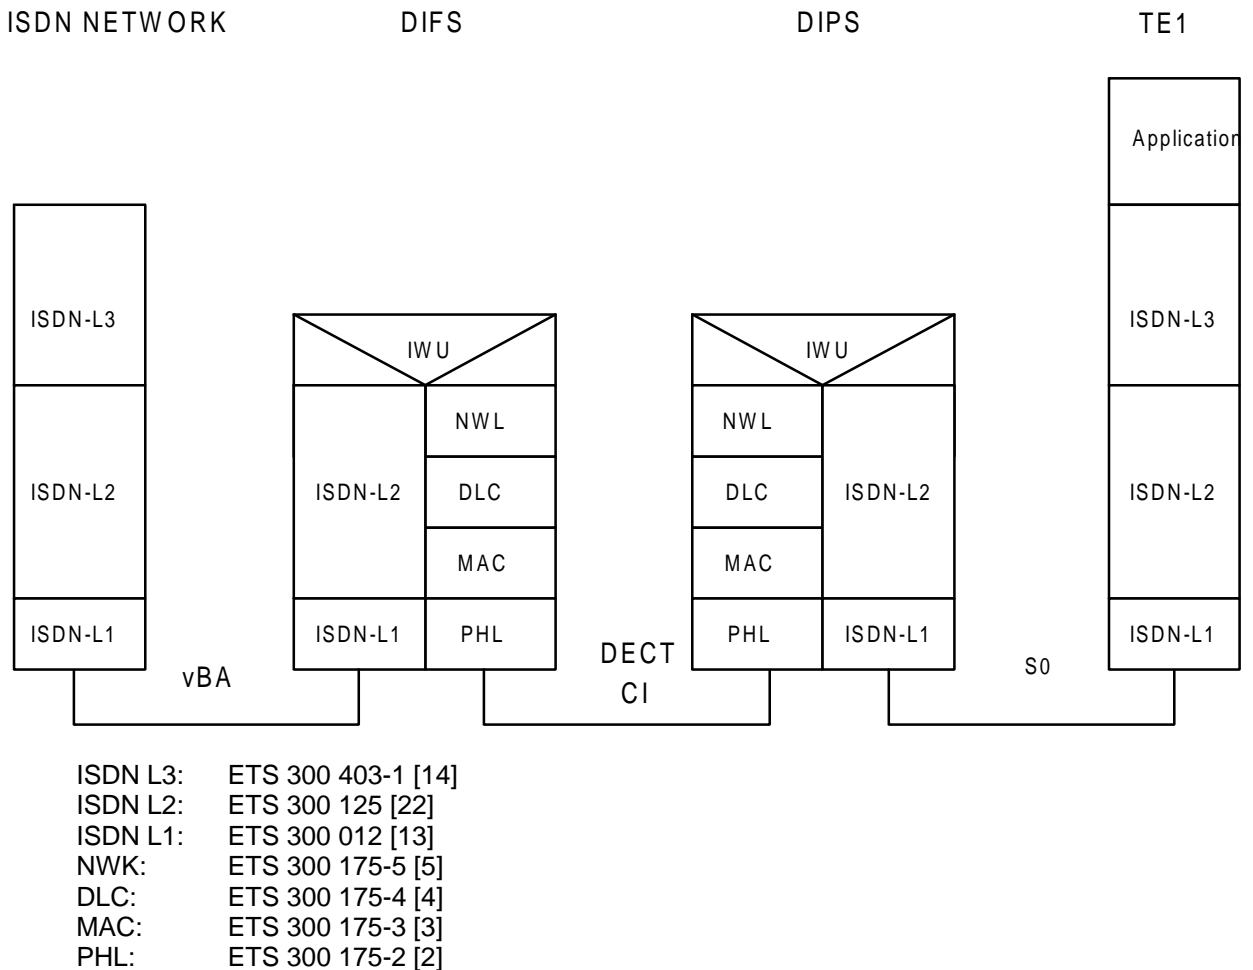 ISDN NETWORK DIFS DIPS TE1
Application
ISDN-L3 ISDN-L3
IWU IWU
NWL NWL
ISDN-L2 ISDN-L2 DLC DLC ISDN-L2 ISDN-L2
MAC MAC
ISDN-L1 ISDN-L1 PHL PHL ISDN-L1 ISDN-L1
vBA DECT S0
CI
ISDN L3: ETS 300 403-1 [14]
ISDN L2: ETS 300 125 [22]
ISDN L1: ETS 300 012 [13]
NWK: ETS 300 175-5 [5]
DLC: ETS 300 175-4 [4]
MAC: ETS 300 175-3 [3]
PHL: ETS 300 175-2 [2]